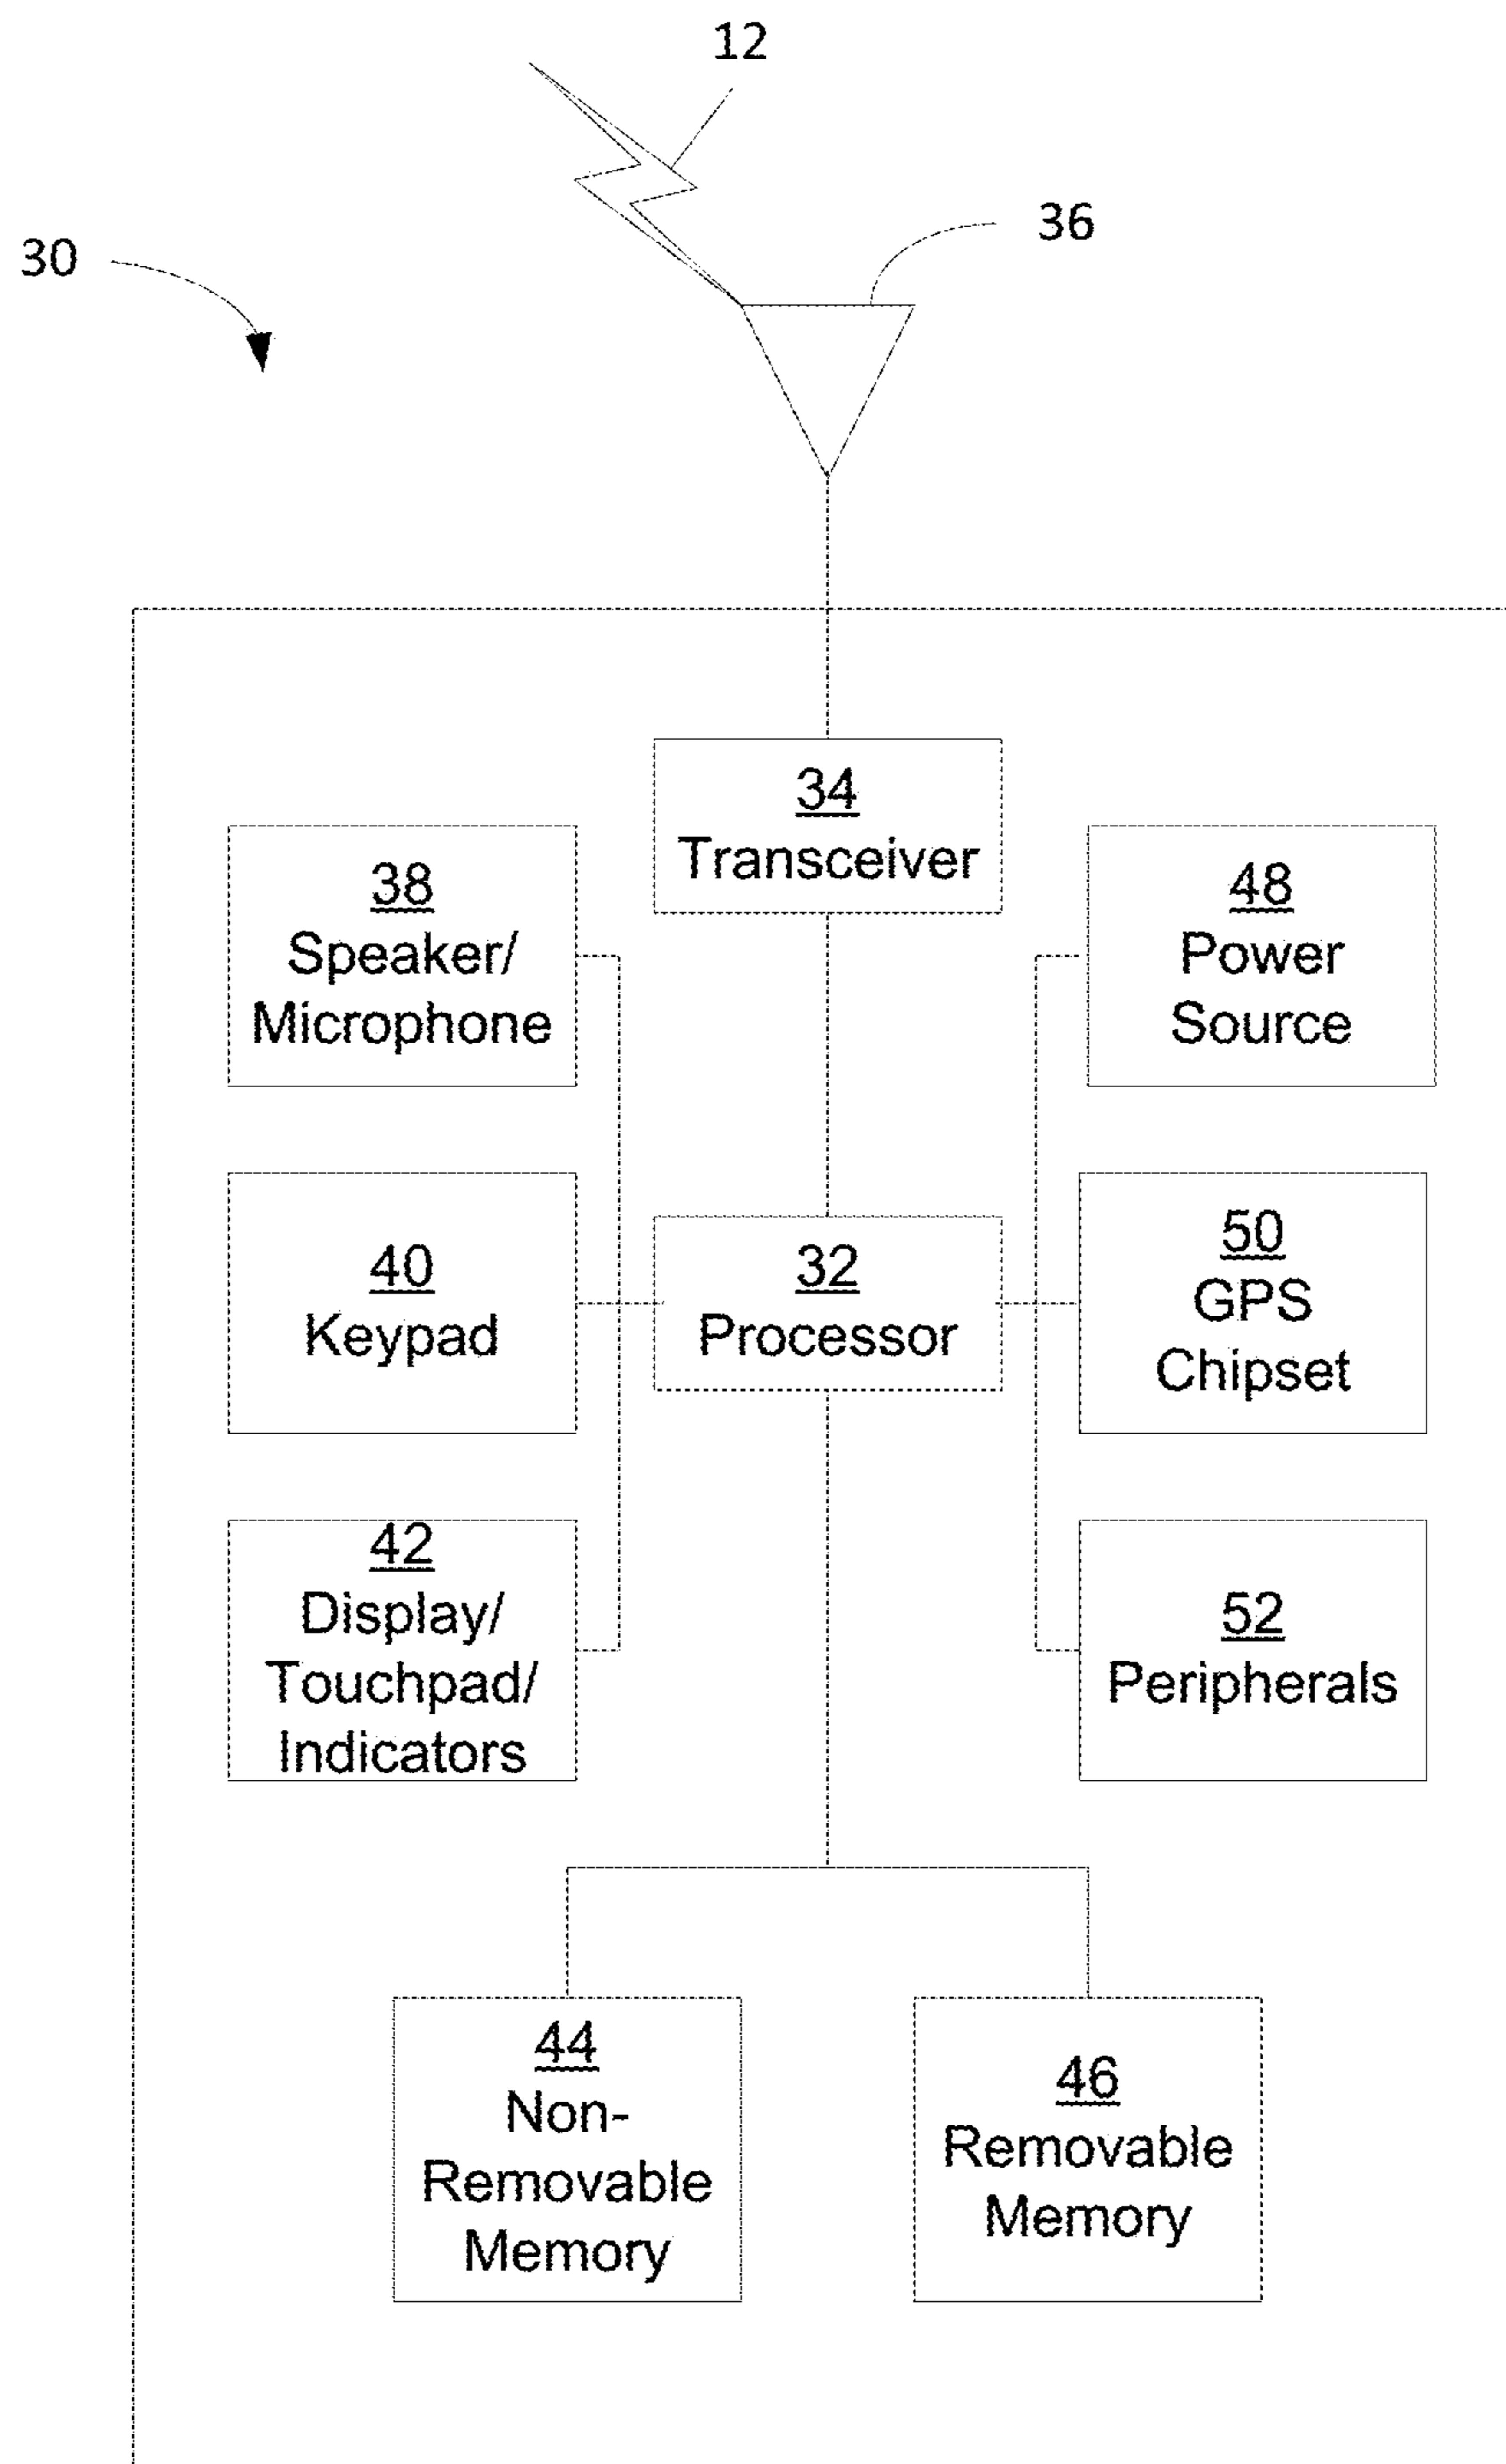 12
36
30
34
Transceiver
38
Speaker/
Microphone
48
Power
Source
40
Keypad
32
Processor
50
GPS
Chipset
42
Display/
Touchpad/
Indicators
52
Peripherals
44
Non-
Removable
Memory
46
Removable
Memory